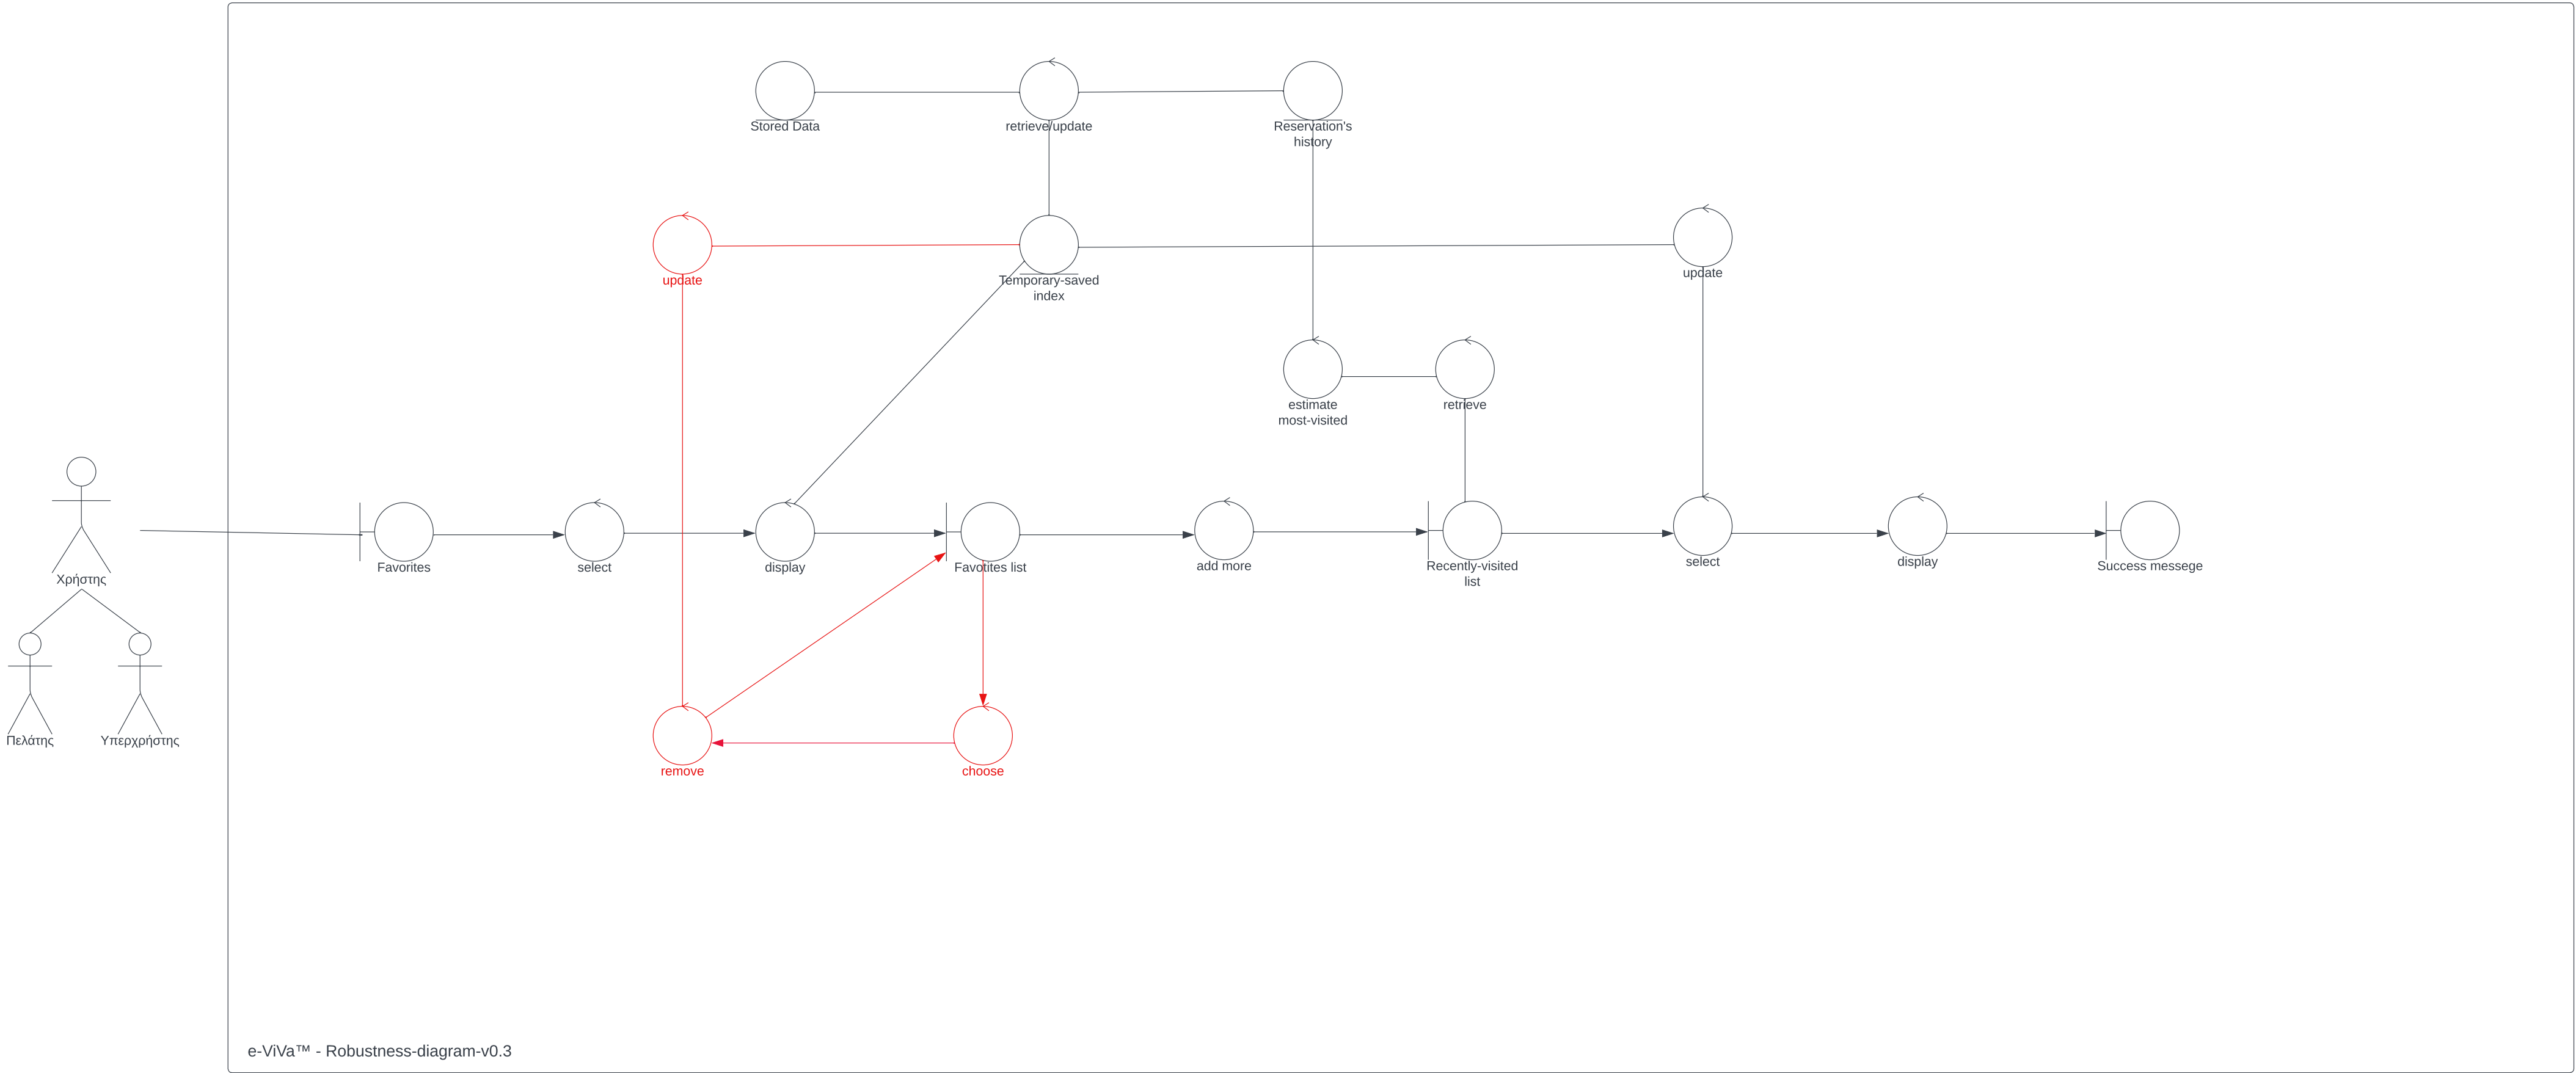 Stored Data
retrieve/update
Reservation's
history
update
Temporary-saved
index
update
estimate
most-visited
retrieve
Χρήστης
Favorites
select
display
Favotites list
add more
Recently-visited
list
select
display
Success messege
Πελάτης
Υπερχρήστης
remove
choose
e-ViVa™ - Robustness-diagram-v0.3